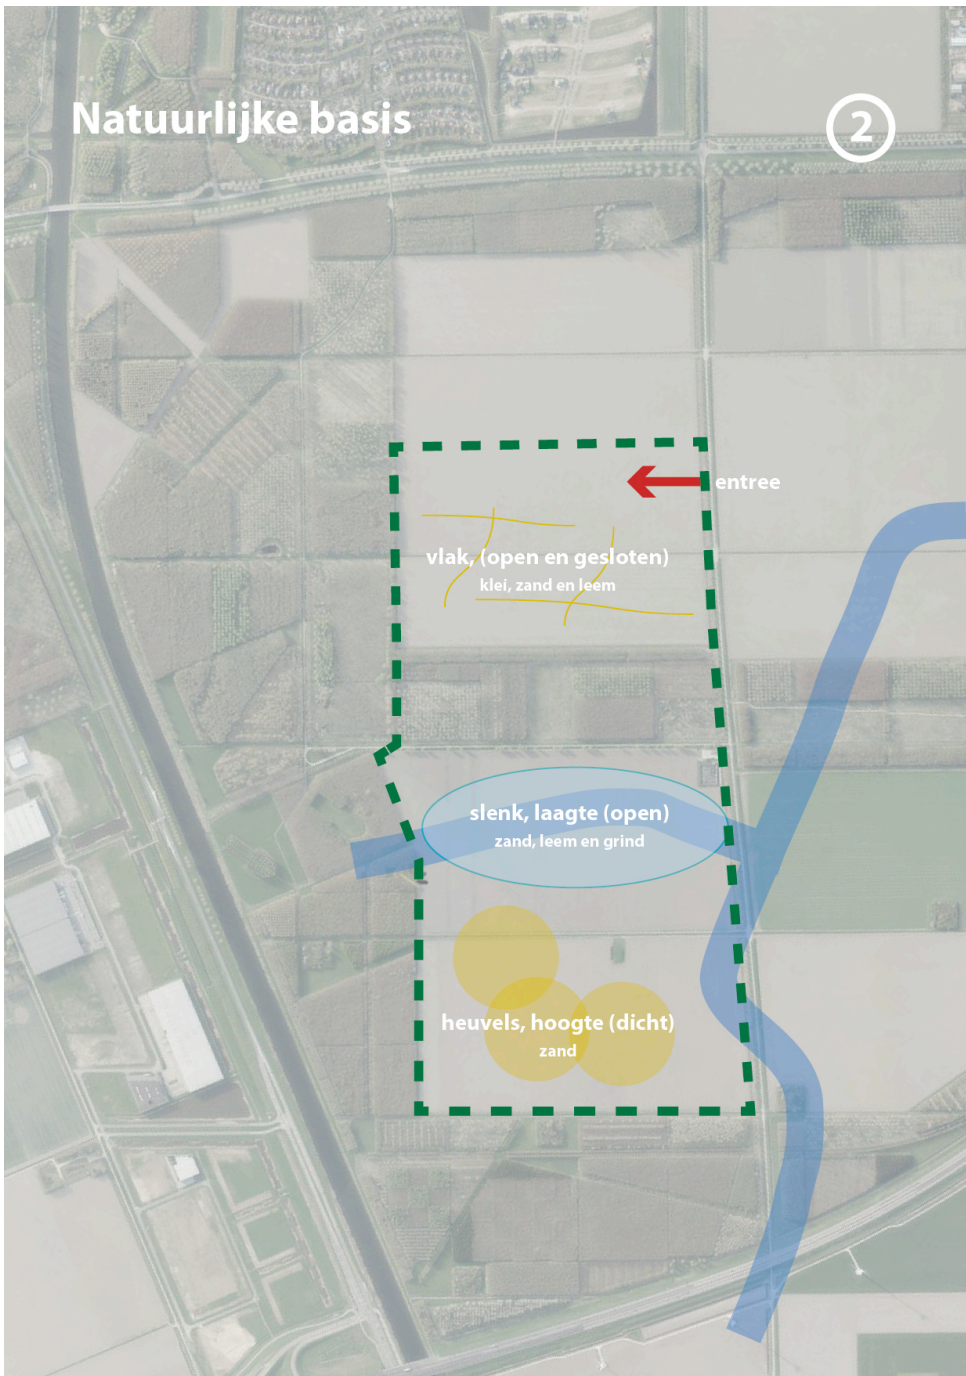 Natuurlijke basis
2
entree
vlak, (open en gesloten)
klei, zand en leem
slenk, laagte (open)
zand, leem en grind
heuvels, hoogte (dicht)
zand